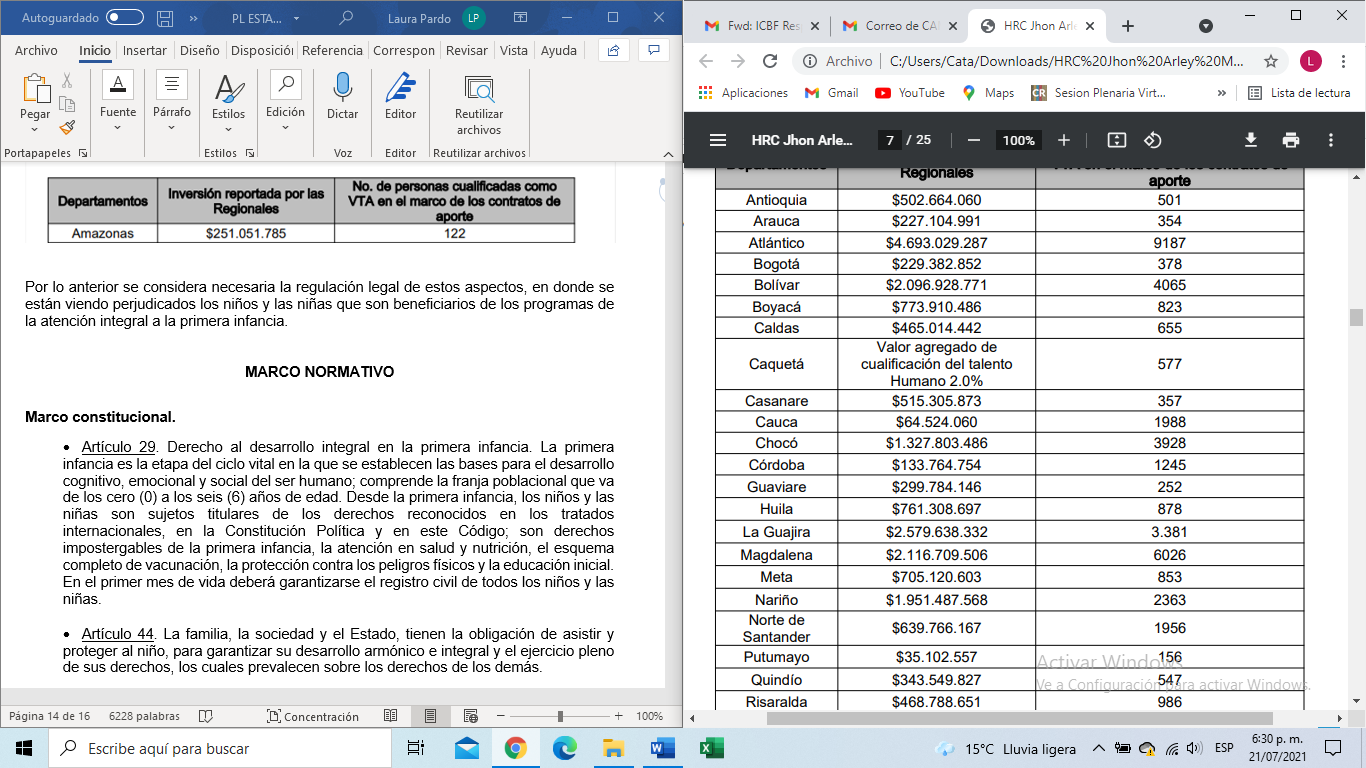 Autoguardado
PL ESTA...
Laura Pardo
LP
Archivo Inicio Insertar Diseño Disposició Referencia Correspon Revisar Vista Ayuda
Pegar
Fuente
Párrafo
Estilos
Edición
Dictar
Editor
Reutilizar
archivos
Portapapeles Estilos Voz Editor Reutilizar archivos
Departamentos
Inversión reportada por las
Regionales
No. de personas cualificadas como
VTA en el marco de los contratos de
aporte
Amazonas $251.051.785 122
Por lo anterior se considera necesaria la regulación legal de estos aspectos, en donde se
están viendo perjudicados los niños y las niñas que son beneficiarios de los programas de
la atención integral a la primera infancia.
MARCO NORMATIVO
Marco constitucional.
• Artículo 29. Derecho al desarrollo integral en la primera infancia. La primera
infancia es la etapa del ciclo vital en la que se establecen las bases para el desarrollo
cognitivo, emocional y social del ser humano; comprende la franja poblacional que va
de los cero (0) a los seis (6) años de edad. Desde la primera infancia, los niños y las
niñas son sujetos titulares de los derechos reconocidos en los tratados
internacionales, en la Constitución Política y en este Código; son derechos
impostergables de la primera infancia, la atención en salud y nutrición, el esquema
completo de vacunación, la protección contra los peligros físicos y la educación inicial.
En el primer mes de vida deberá garantizarse el registro civil de todos los niños y las
niñas.
• Artículo 44. La familia, la sociedad y el Estado, tienen la obligación de asistir y
proteger al niño, para garantizar su desarrollo armónico e integral y el ejercicio pleno
de sus derechos, los cuales prevalecen sobre los derechos de los demás.
Página 14 de 16 6228 palabras Concentración 100%
Fwd: ICBF Res Correo de CA HRC Jhon Arle
Archivo C:/Users/Cata/Downloads/HRC%20Jhon%20Arley%20M... L
Aplicaciones Gmail YouTube Maps CR Sesion Plenaria Virt... » Lista de lectura
HRC Jhon Arle... 7 / 25 100%
Departamentos
Regionales
aporte
Antioquia $502.664.060 501
Arauca $227.104.991 354
Atlántico $4.693.029.287 9187
Bogotá $229.382.852 378
Bolívar $2.096.928.771 4065
Boyacá $773.910.486 823
Caldas $465.014.442 655
Caquetá
Valor agregado de
cualificación del talento
Humano 2.0%
577
Casanare $515.305.873 357
Cauca $64.524.060 1988
Chocó $1.327.803.486 3928
Córdoba $133.764.754 1245
Guaviare $299.784.146 252
Huila $761.308.697 878
La Guajira $2.579.638.332 3.381
Magdalena $2.116.709.506 6026
Meta $705.120.603 853
Nariño $1.951.487.568 2363
Norte de
Santander
$639.766.167 1956
Putumayo $35.102.557 156
Quindío $343.549.827 547
Risaralda $468.788.651 986
Activar Windows
Ve a Configuración para activar Windows.
Escribe aquí para buscar
15°C Lluvia ligera
ESP
6:30 p. m.
21/07/2021